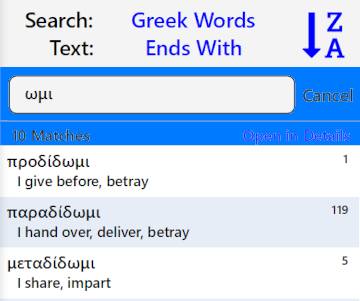 Search: Greek Words
Text: Ends With
Z
A
ωμι
Cancel
10 Matches Open in Details
προδίδωμι 1
I give before, betray
παραδίδωμι 119
I hand over, deliver, betray
μεταδίδωμι 5
I share, impart